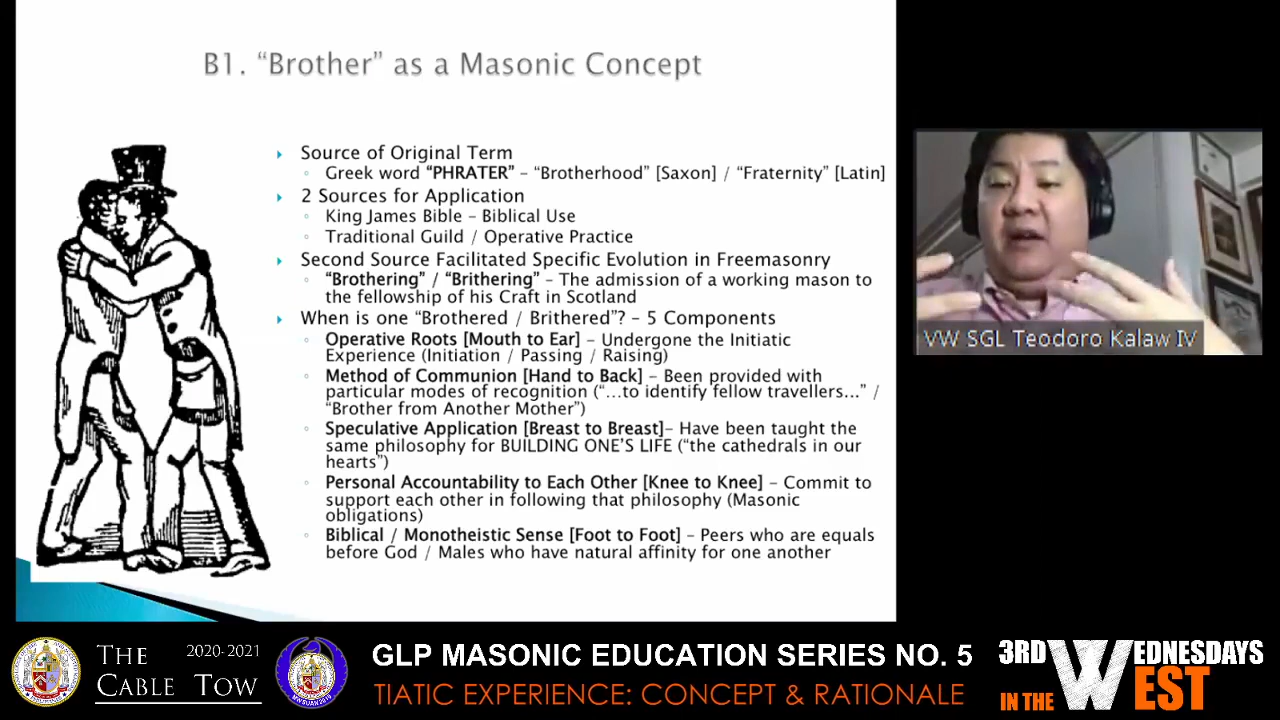 B1. “Brother” as a Masonic Concept
Source of Original Term
Greek word “PHRATER” – “Brotherhood” [Saxon] / “Fraternity” [Latin]
2 Sources for Application
King James Bible – Biblical Use
Traditional Guild / Operative Practice
Second Source Facilitated Specific Evolution in Freemasonry
“Brothering” / “Brithering” – The admission of a working mason to
the fellowship of his Craft in Scotland
When is one “Brothered / Brithered”? – 5 Components
Operative Roots [Mouth to Ear] – Undergone the Initiatic
Experience (Initiation / Passing / Raising)
Method of Communion [Hand to Back] – Been provided with
particular modes of recognition (“…to identify fellow travellers…” /
“Brother from Another Mother”)
Speculative Application [Breast to Breast]– Have been taught the
same philosophy for BUILDING ONE’S LIFE (“the cathedrals in our
hearts”)
Personal Accountability to Each Other [Knee to Knee] – Commit to
support each other in following that philosophy (Masonic
obligations)
Biblical / Monotheistic Sense [Foot to Foot] – Peers who are equals
before God / Males who have natural affinity for one another
VW SGL Teodoro Kalaw IV
THE 2020-2021
CABLE TOW
GLP MASONIC EDUCATION SERIES NO. 5
TIATIC EXPERIENCE: CONCEPT & RATIONALE
3RD WEDNESDAYS
IN THE WEST